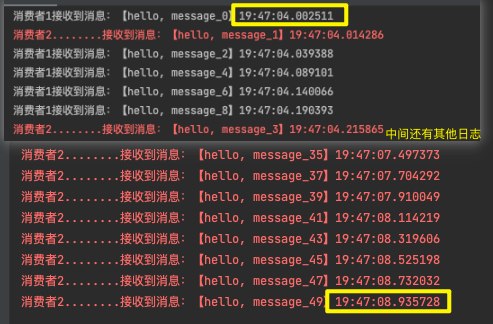 消费者1接收到消息:【hello, message_0】19:47:04.002511
消费者2........接收到消息:【hello, message_1】19:47:04.014286
消费者1接收到消息:【hello, message_2】19:47:04.039388
消费者1接收到消息:【hello, message_4】19:47:04.089101
消费者1接收到消息:【hello, message_6】19:47:04.140066
消费者1接收到消息:【hello, message_8】19:47:04.190393
消费者2........接收到消息:【hello, message_3】19:47:04.215865 中间还有其他日志
消费者2........接收到消息:【hello, message_35】19:47:07.497373
消费者2........接收到消息:【hello, message_37】19:47:07.704292
消费者2........接收到消息:【hello, message_39】19:47:07.910049
消费者2........接收到消息:【hello, message_41】19:47:08.114219
消费者2........接收到消息:【hello, message_43】19:47:08.319606
消费者2........接收到消息:【hello, message_45】19:47:08.525198
消费者2........接收到消息:【hello, message_47】19:47:08.732032
消费者2........接收到消息:【hello, message_49】19:47:08.935728